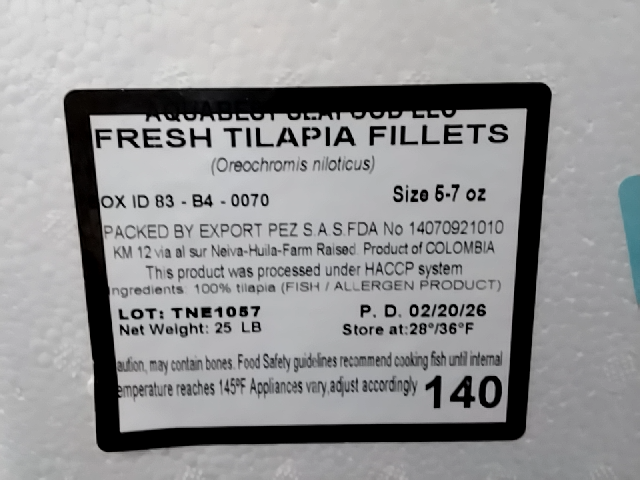 AQUABEST SEAFOOD LLC
FRESH TILAPIA FILLETS
(Oreochromis niloticus)
OX ID 83 - B4 - 0070 Size 5-7 oz
PACKED BY EXPORT PEZ S.A.S.FDA No 14070921010
KM 12 via al sur Neiva-Huila-Farm Raised. Product of COLOMBIA
This product was processed under HACCP system
ngredients: 100% tilapia (FISH / ALLERGEN PRODUCT)
LOT: TNE1057 P. D. 02/20/26
Net Weight: 25 LB Store at:28°/36°F
aution, may contain bones. Food Safety guidelines recommend cooking fish until internal
emperature reaches 145ºF Appliances vary,adjust accordingly 140